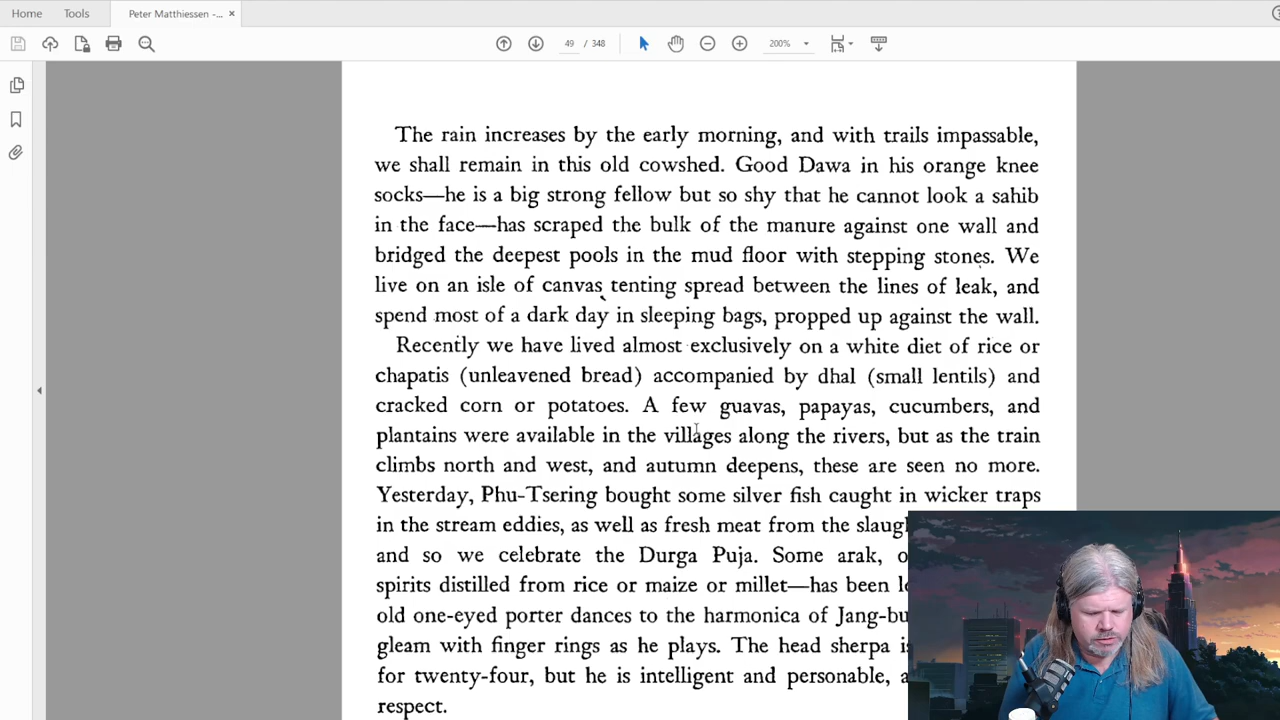 Home Tools Peter Matthiessen -... ×
49 / 348 200%
The rain increases by the early morning, and with trails impassable,
we shall remain in this old cowshed. Good Dawa in his orange knee
socks—he is a big strong fellow but so shy that he cannot look a sahib
in the face—has scraped the bulk of the manure against one wall and
bridged the deepest pools in the mud floor with stepping stones. We
live on an isle of canvas tenting spread between the lines of leak, and
spend most of a dark day in sleeping bags, propped up against the wall.
Recently we have lived almost exclusively on a white diet of rice or
chapatis (unleavened bread) accompanied by dhal (small lentils) and
cracked corn or potatoes. A few guavas, papayas, cucumbers, and
plantains were available in the villages along the rivers, but as the train
climbs north and west, and autumn deepens, these are seen no more.
Yesterday, Phu-Tsering bought some silver fish caught in wicker traps
in the stream eddies, as well as fresh meat from the
and so we celebrate the Durga Puja. Some arak,
spirits distilled from rice or maize or millet—has been
old one-eyed porter dances to the harmonica of
gleam with finger rings as he plays. The head sherpa
for twenty-four, but he is intelligent and personable,
respect.